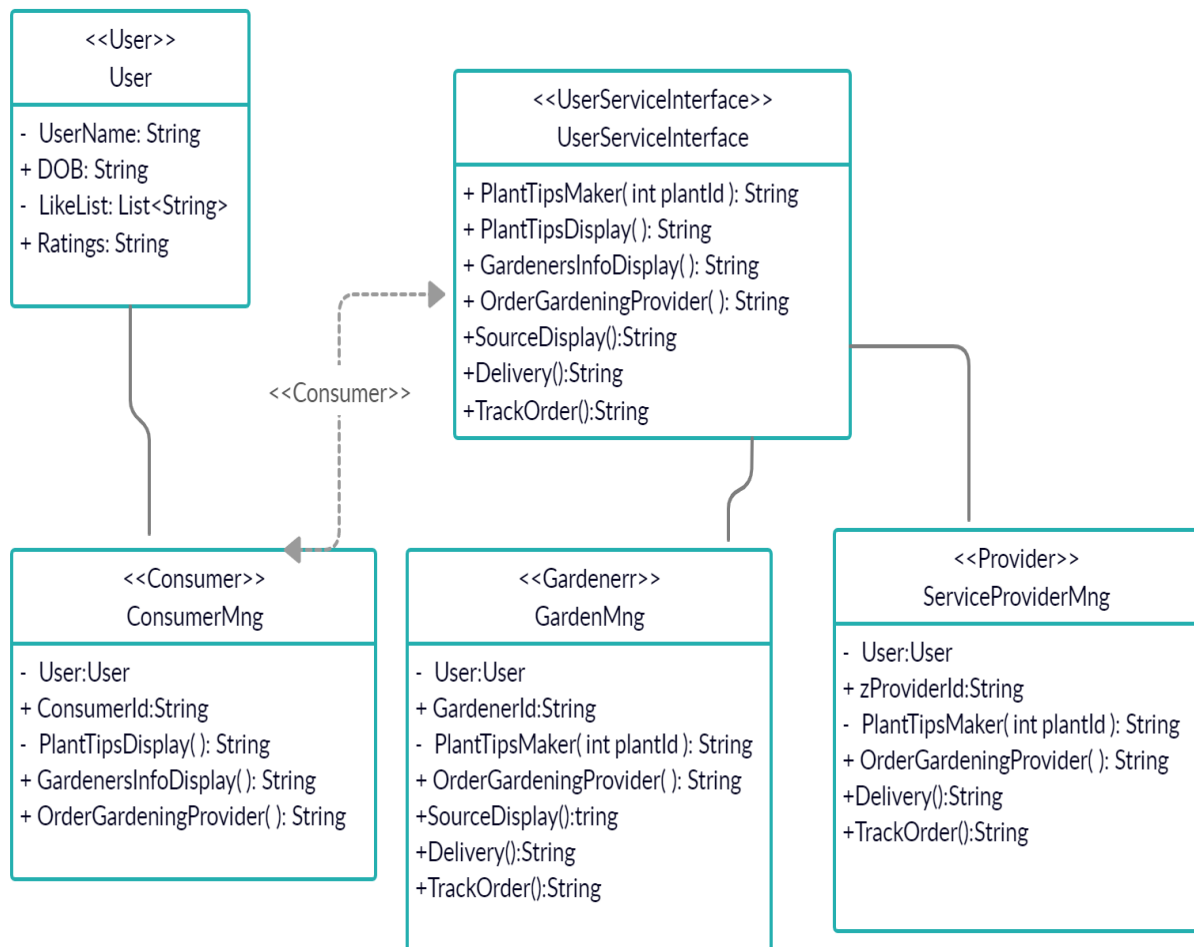 <<User>>
User
- UserName: String
+ DOB: String
- LikeList: List<String>
+ Ratings: String
<<UserServiceInterface>>
UserServiceInterface
+ PlantTipsMaker( int plantId ): String
+ PlantTipsDisplay( ): String
+ GardenersInfoDisplay( ): String
+ OrderGardeningProvider( ): String
+SourceDisplay():String
+Delivery():String
+TrackOrder():String
<<Consumer>>
<<Consumer>>
ConsumerMng
- User:User
+ ConsumerId:String
- PlantTipsDisplay( ): String
+ GardenersInfoDisplay( ): String
+ OrderGardeningProvider( ): String
<<Gardenerr>>
GardenMng
- User:User
+ GardenerId:String
- PlantTipsMaker( int plantId ): String
+ OrderGardeningProvider( ): String
+SourceDisplay():tring
+Delivery():String
+TrackOrder():String
<<Provider>>
ServiceProviderMng
- User:User
+ zProviderId:String
- PlantTipsMaker( int plantId ): String
+ OrderGardeningProvider( ): String
+Delivery():String
+TrackOrder():String